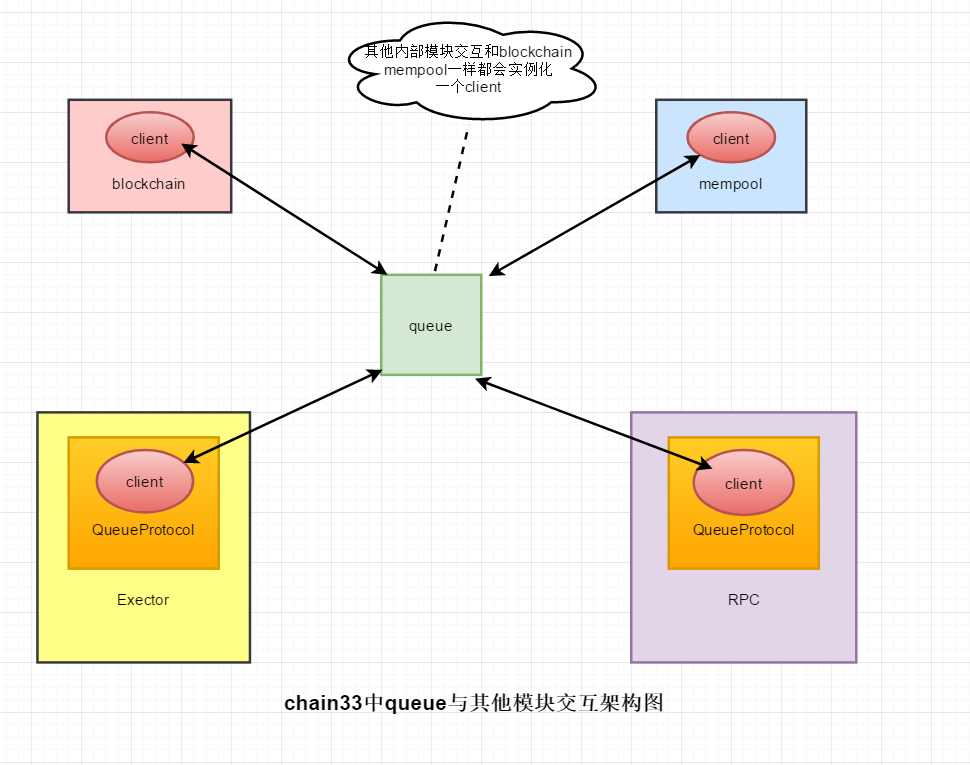 其他内部模块交互和blockchain
mempool一样都会实例化
一个client
client
blockchain
client
mempool
queue
client
QueueProtocol
Exector
client
QueueProtocol
RPC
chain33中queue与其他模块交互架构图